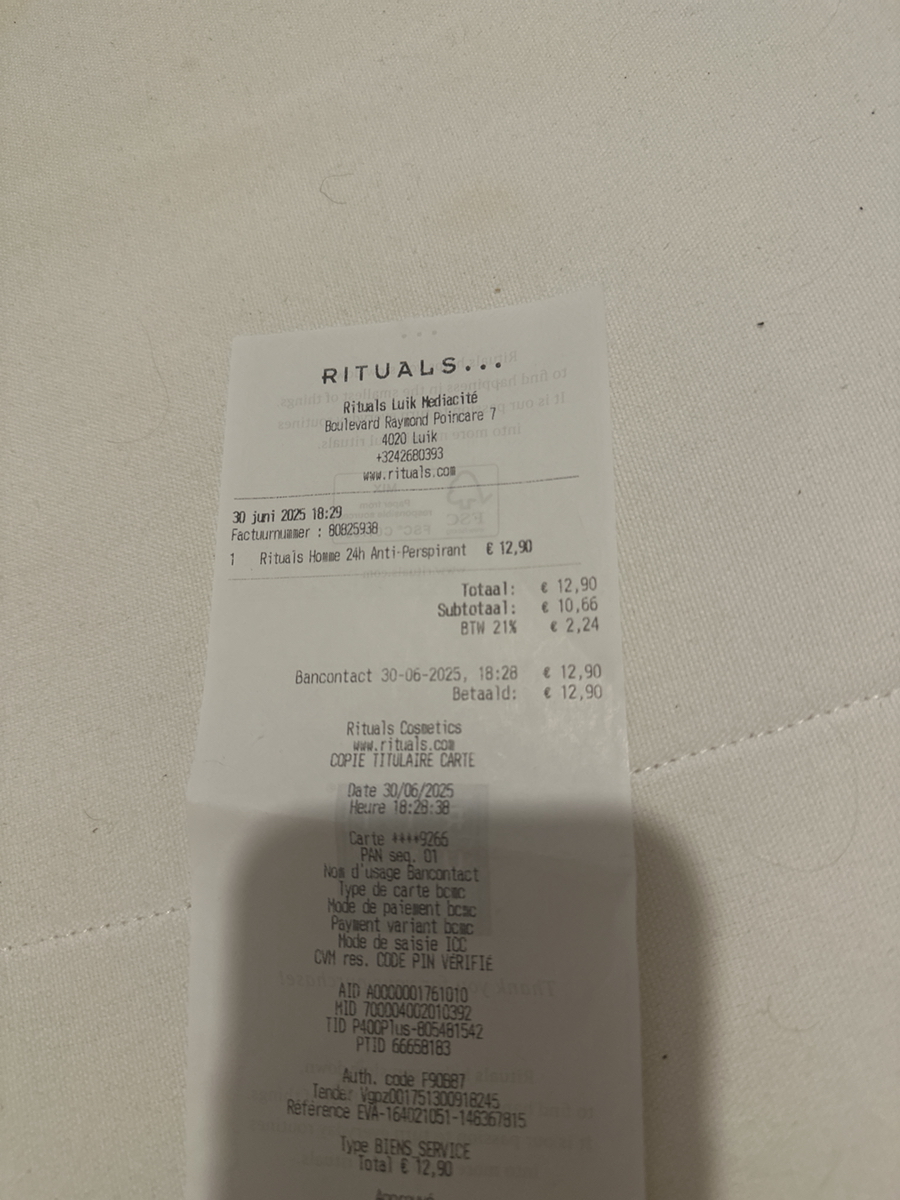 RITUALS...
Rituals Luik Mediacité
Boulevard Raymond Poincare 7
4020 Luik
+3242680393
www.rituals.com
30 juni 2025 18:29
Factuurnummer : 80825938
1 Rituals Homme 24h Anti-Perspirant € 12,90
Totaal: € 12,90
Subtotaal: € 10,66
BTW 21% € 2,24
Bancontact 30-06-2025, 18:28 € 12,90
Betaald: € 12,90
Rituals Cosmetics
www.rituals.com
COPIE TITULAIRE CARTE
Date 30/06/2025
Heure 18:28:38
Carte ****9266
PAN seq. 01
Nom d'usage Bancontact
Type de carte bcmc
Mode de paiement bcmc
Payment variant bcmc
Mode de saisie ICC
CVM res. CODE PIN VÉRIFIÉ
AID A0000001761010
MID 700004002010392
TID P400Plus-805481542
PTID 66658183
Auth. code F90887
Tender Vgpz001751300918245
Référence EVA-164021051-148367815
Type BIENS_SERVICE
Total € 12,90